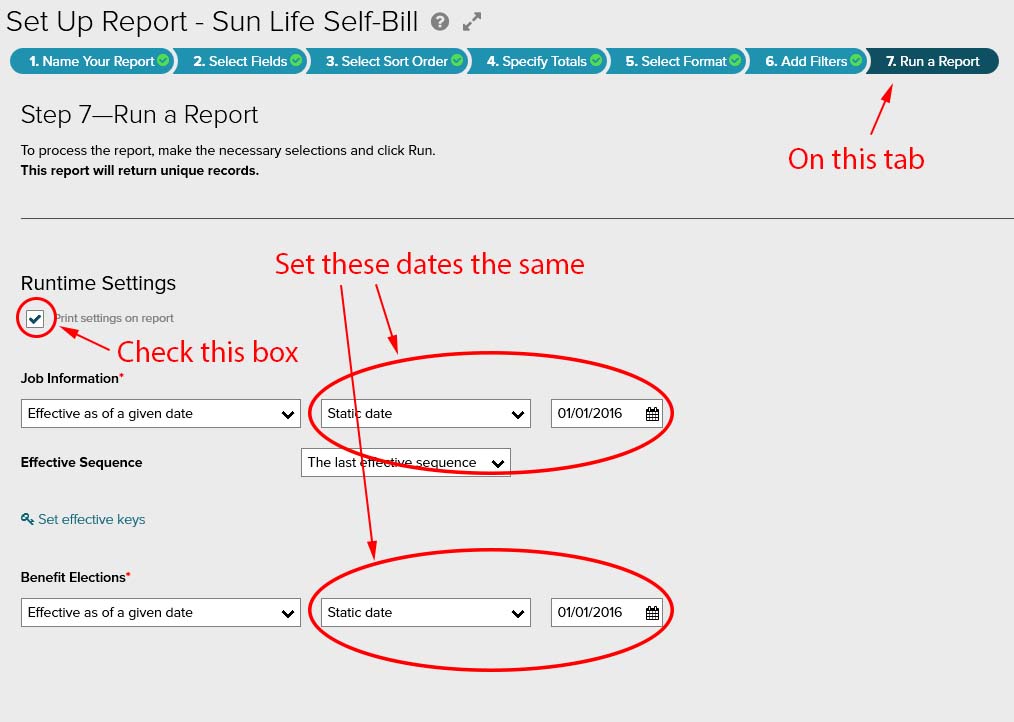 Set Up Report - Sun Life Self-Bill ?
1. Name Your Report 2. Select Fields 3. Select Sort Order 4. Specify Totals 5. Select Format 6. Add Filters 7. Run a Report
Step 7—Run a Report
To process the report, make the necessary selections and click Run.
This report will return unique records.
On this tab
Set these dates the same
Runtime Settings
Print settings on report
Check this box
Job Information*
Effective as of a given date Static date 01/01/2016
Effective Sequence The last effective sequence
Set effective keys
Benefit Elections*
Effective as of a given date Static date 01/01/2016